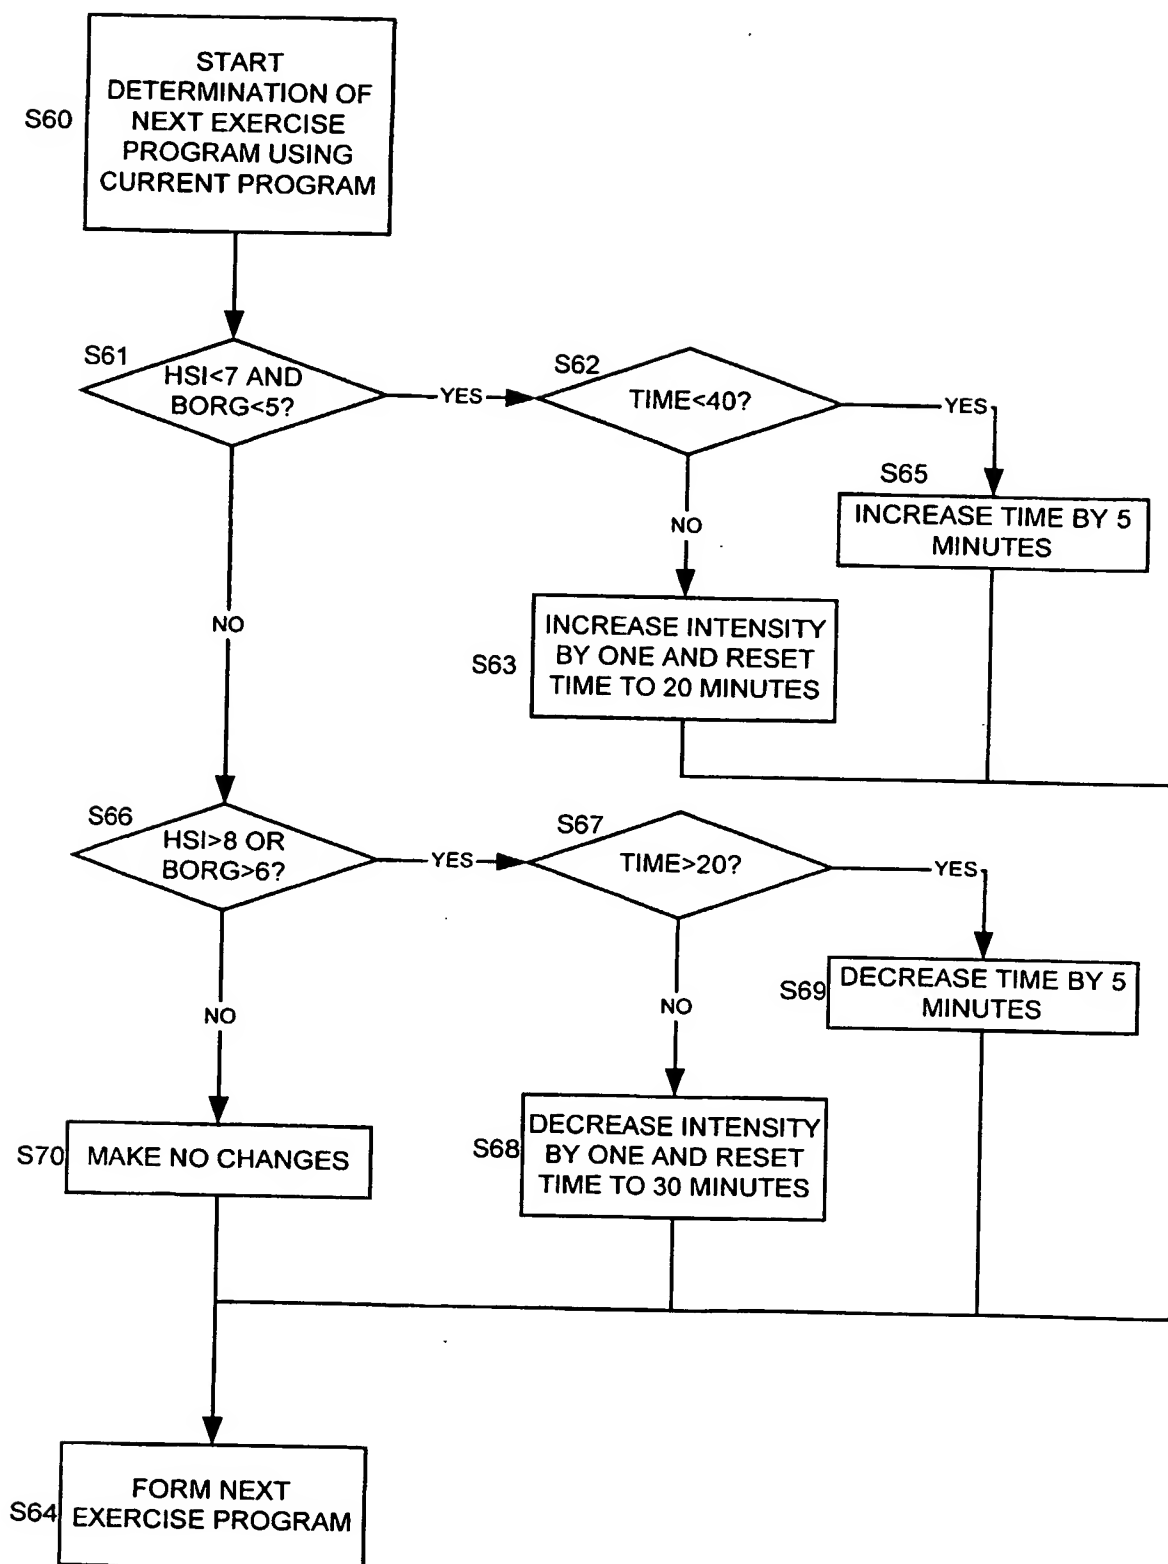 START
DETERMINATION OF
NEXT EXERCISE
PROGRAM USING
CURRENT PROGRAM
S60
S61
HSI<7 AND
BORG<5?
YES
S62
TIME<40?
YES
S65
INCREASE TIME BY 5
MINUTES
NO
NO
S63
INCREASE INTENSITY
BY ONE AND RESET
TIME TO 20 MINUTES
S66
HSI>8 OR
BORG>6?
YES
S67
TIME>20?
YES
S69
DECREASE TIME BY 5
MINUTES
NO
NO
S70
MAKE NO CHANGES
S68
DECREASE INTENSITY
BY ONE AND RESET
TIME TO 30 MINUTES
S64
FORM NEXT
EXERCISE PROGRAM